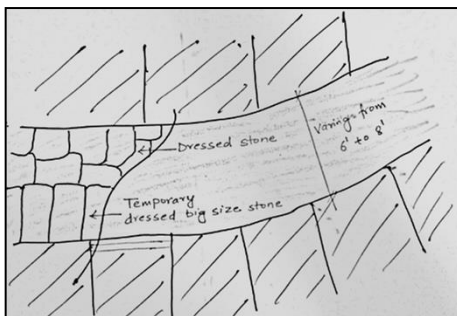 Dressed stone
Temporary
dressed big size stone
Varings from
6' to 8'